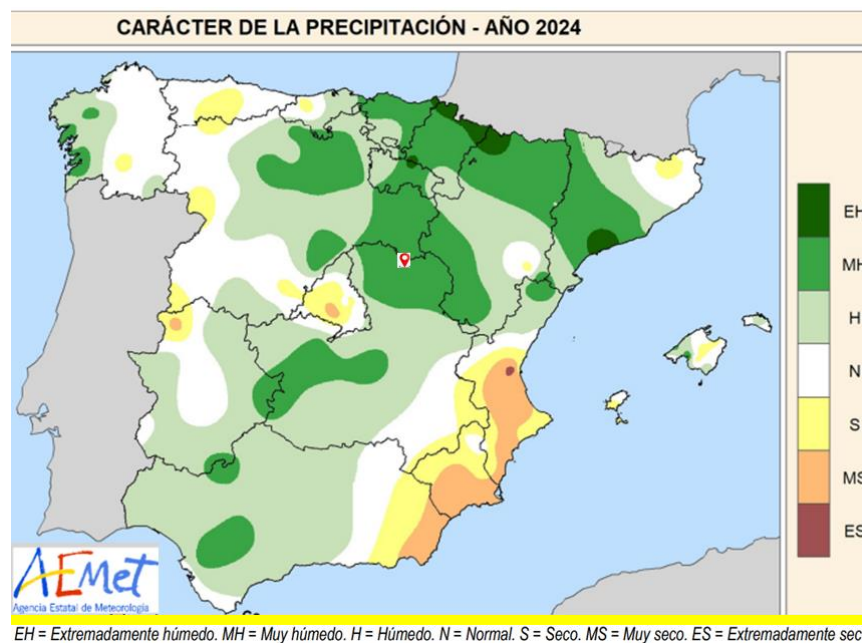 CARÁCTER DE LA PRECIPITACIÓN - AÑO 2024
EH
MH
H
N
S
MS
ES
AEMet
Agencia Estatal de Meteorología
EH = Extremadamente húmedo. MH = Muy húmedo. H = Húmedo. N = Normal. S = Seco. MS = Muy seco. ES = Extremadamente sec